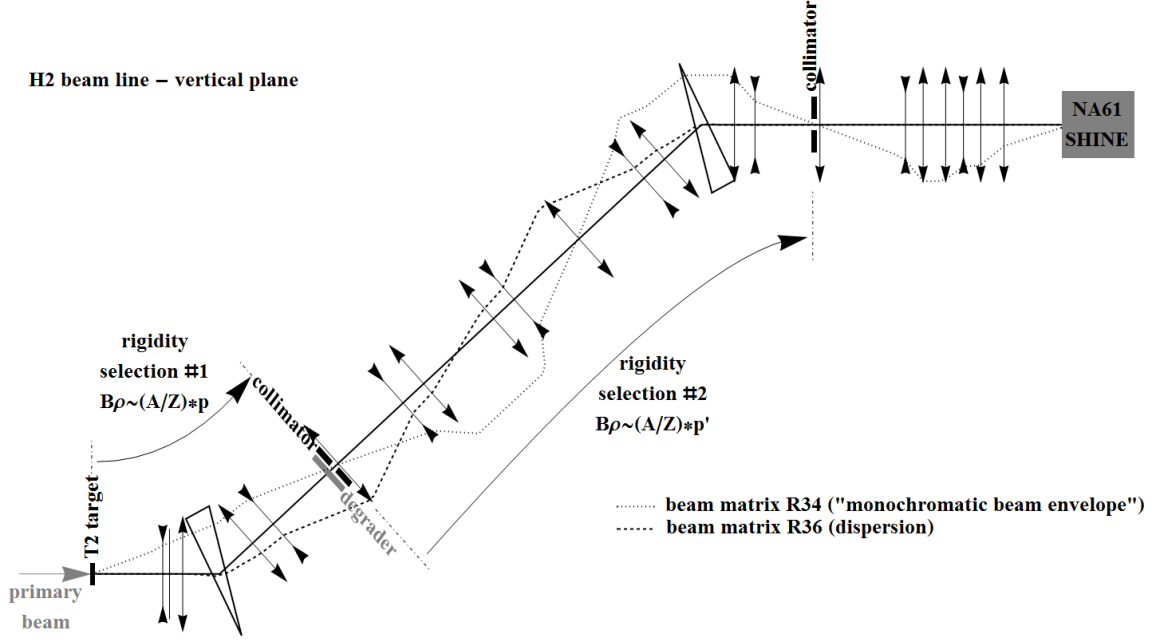 H2 beam line − vertical plane
collimator
NA61
SHINE
rigidity
selection #1
Bρ~(A/Z)*p
collimator
degrader
rigidity
selection #2
Bρ~(A/Z)*p'
T2 target
primary
beam
beam matrix R34 ("monochromatic beam envelope")
beam matrix R36 (dispersion)